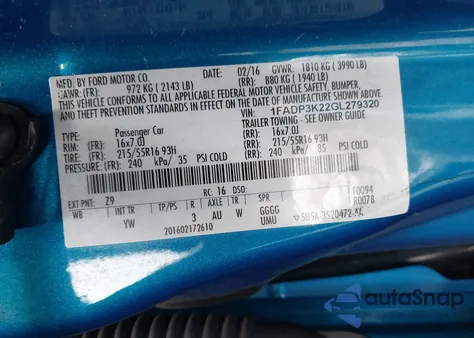 MFD. BY FORD MOTOR CO.
02/16 GVWR: 1810 KG ( 3990 LB)
GAWR: (FR) 972 KG ( 2143 LB) (RR) 880 KG ( 1940 LB)
THIS VEHICLE CONFORMS TO ALL APPLICABLE FEDERAL MOTOR VEHICLE SAFETY, BUMPER,
AND THEFT PREVENTION STANDARDS IN EFFECT ON THE DATE OF MANUFACTURE SHOWN ABOVE.
VIN: 1FADP3K22GL279320
TYPE: Passenger Car TRAILER TOWING - SEE OWNER GUIDE
RIM: (FR) 16x7.0J (RR) 16x7.0J
TIRE: (FR) 215/55R16 93H (RR) 215/55R16 93H
PRESSURE: (FR) 240 kPa/ 35 PSI COLD (RR) 240 kPa/ 35 PSI COLD
EXT PNT: Z9 RC: 16 DSO: F0094
WB INT TR TP/PS R AXLE TR SPR R0078
YW 3 AU W GGGG UMU
201602172610 5U5A-3520472-AA
autoSnap